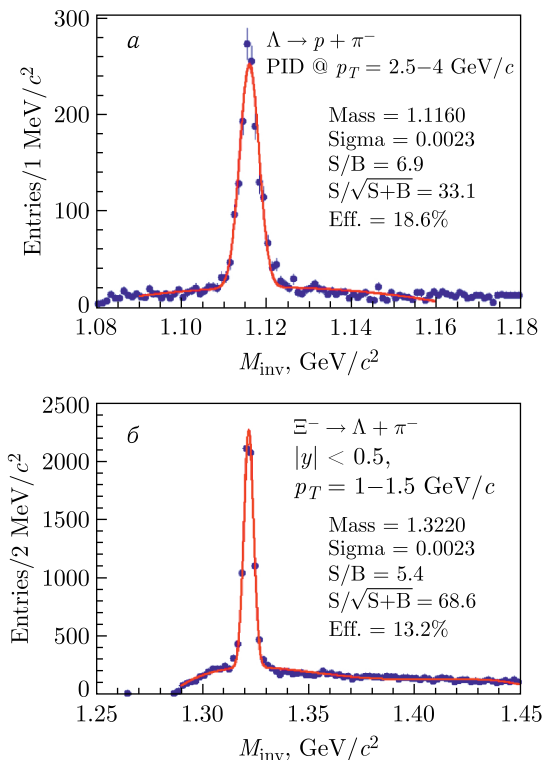 а
Λ → p + π⁻
PID @ p_T = 2.5–4 GeV/c
Mass = 1.1160
Sigma = 0.0023
S/B = 6.9
S/√S+B = 33.1
Eff. = 18.6%
Entries/1 MeV/c²
300
200
100
0
1.08 1.10 1.12 1.14 1.16 1.18
M_inv, GeV/c²
б
Ξ⁻ → Λ + π⁻
|y| < 0.5,
p_T = 1–1.5 GeV/c
Mass = 1.3220
Sigma = 0.0023
S/B = 5.4
S/√S+B = 68.6
Eff. = 13.2%
Entries/2 MeV/c²
2500
2000
1500
1000
500
0
1.25 1.30 1.35 1.40 1.45
M_inv, GeV/c²